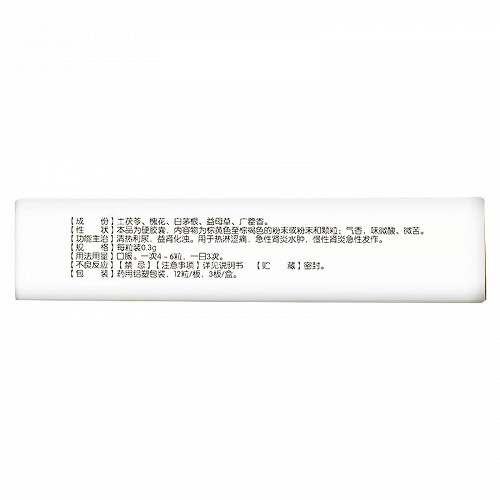 【成　份】土茯苓、槐花、白茅根、益母草、广藿香。
【性　状】本品为硬胶囊，内容物为棕黄色至棕褐色的粉末或粉末和颗粒；气香，味微酸、微苦。
【功能主治】清热利尿，益肾化浊。用于热淋涩痛，急性肾炎水肿，慢性肾炎急性发作。
【规　格】每粒装0.3g
【用法用量】口服。一次4～6粒，一日3次。
【不良反应】【禁 忌】【注意事项】详见说明书 【贮　藏】密封。
【包　装】药用铝塑包装，12粒/板，3板/盒。